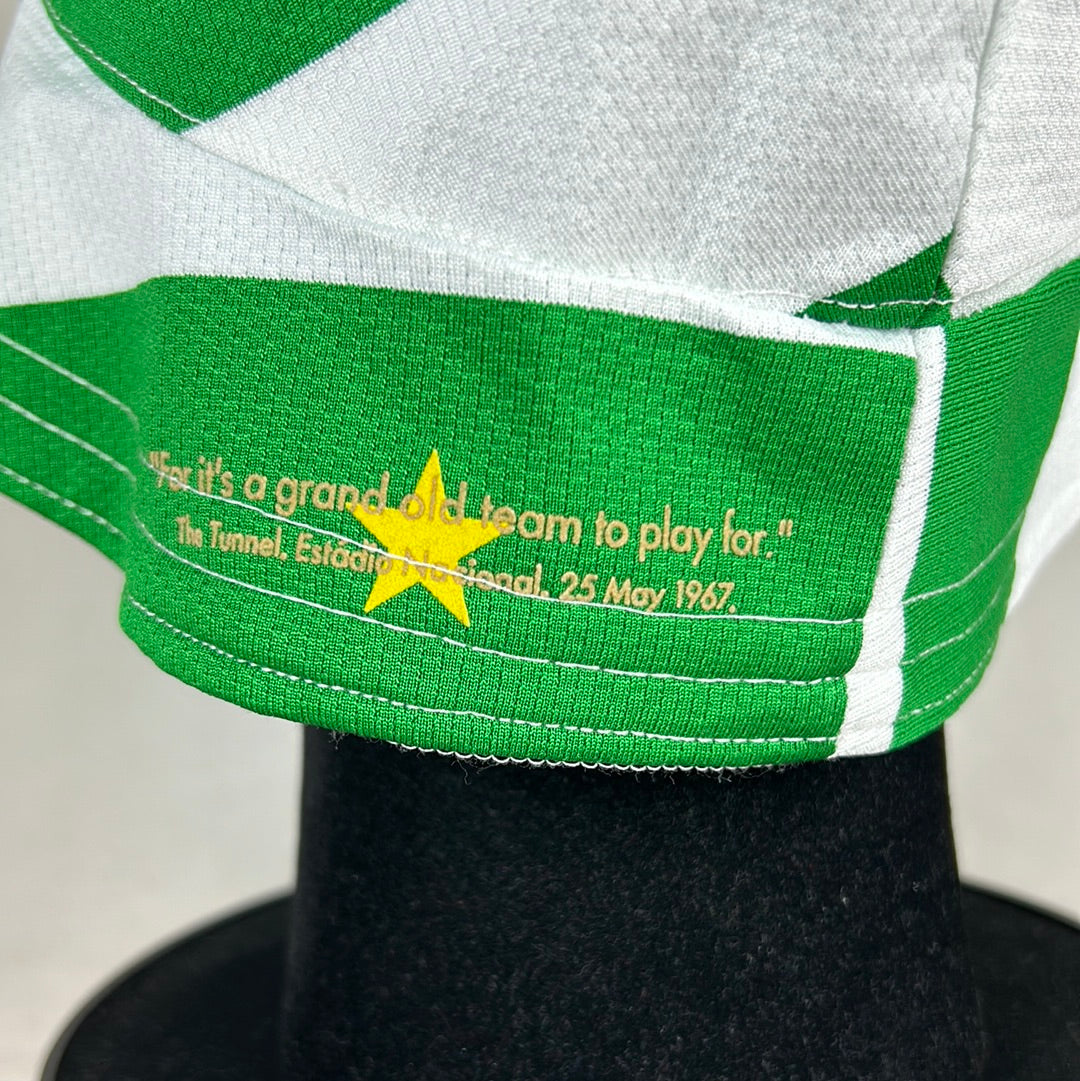 "For it's a grand old team to play for."
The Tunnel, Estádio Nacional, 25 May 1967.